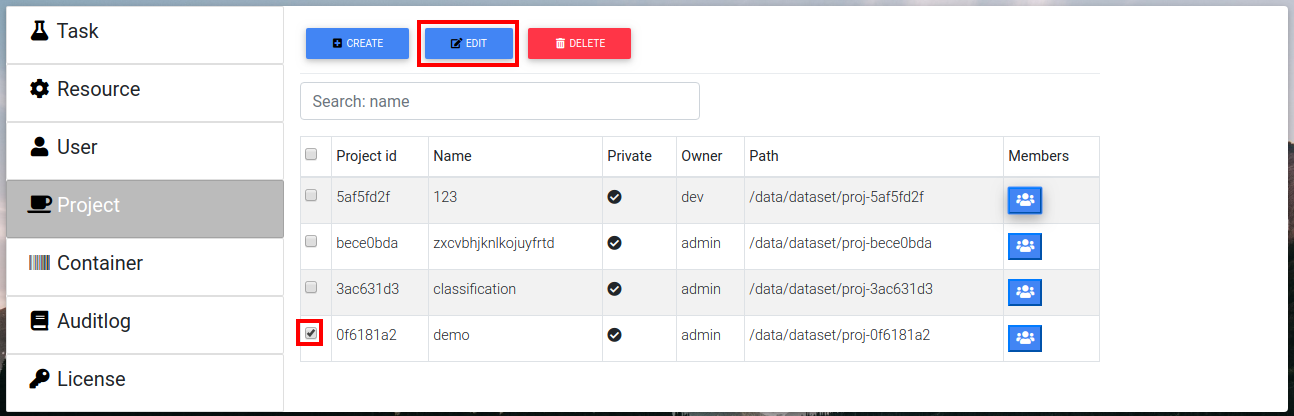 Task
Resource
User
Project
Container
Auditlog
License
CREATE EDIT DELETE
Search: name
Project id Name Private Owner Path Members
5af5fd2f 123 dev /data/dataset/proj-5af5fd2f
bece0bda zxcvbhjknlkojuyfrtd admin /data/dataset/proj-bece0bda
3ac631d3 classification admin /data/dataset/proj-3ac631d3
0f6181a2 demo admin /data/dataset/proj-0f6181a2